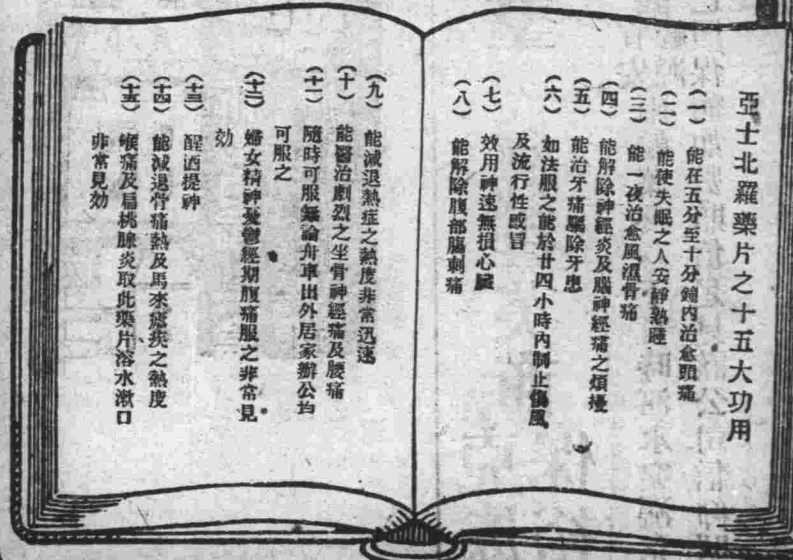 亞士北羅藥片之十五大功用
(一) 能在五分至十分鐘內治愈頭痛
(二) 能使失眠之人安靜熟睡
(三) 能一夜治愈風濕骨痛
(四) 能解除神經炎及腦神經痛之煩擾
(五) 能治牙痛驅除牙患
(六) 如法服之能於廿四小時內制止傷風
及流行性感冒
(七) 效用神速無損心臟
(八) 能解除腹部腸刺痛
(九) 能減退熱症之熱度非常迅速
(十) 能醫治劇烈之坐骨神經痛及腰痛
(十一) 隨時可服無論舟車出外居家辦公均
可服之
(十二) 婦女精神憂鬱經期腹痛服之非常見
効
(十三) 醒酒提神
(十四) 能減退骨痛熱及馬來瘧疾之熱度
(十五) 喉痛及扁桃腺炎取此藥片溶水漱口
非常見効